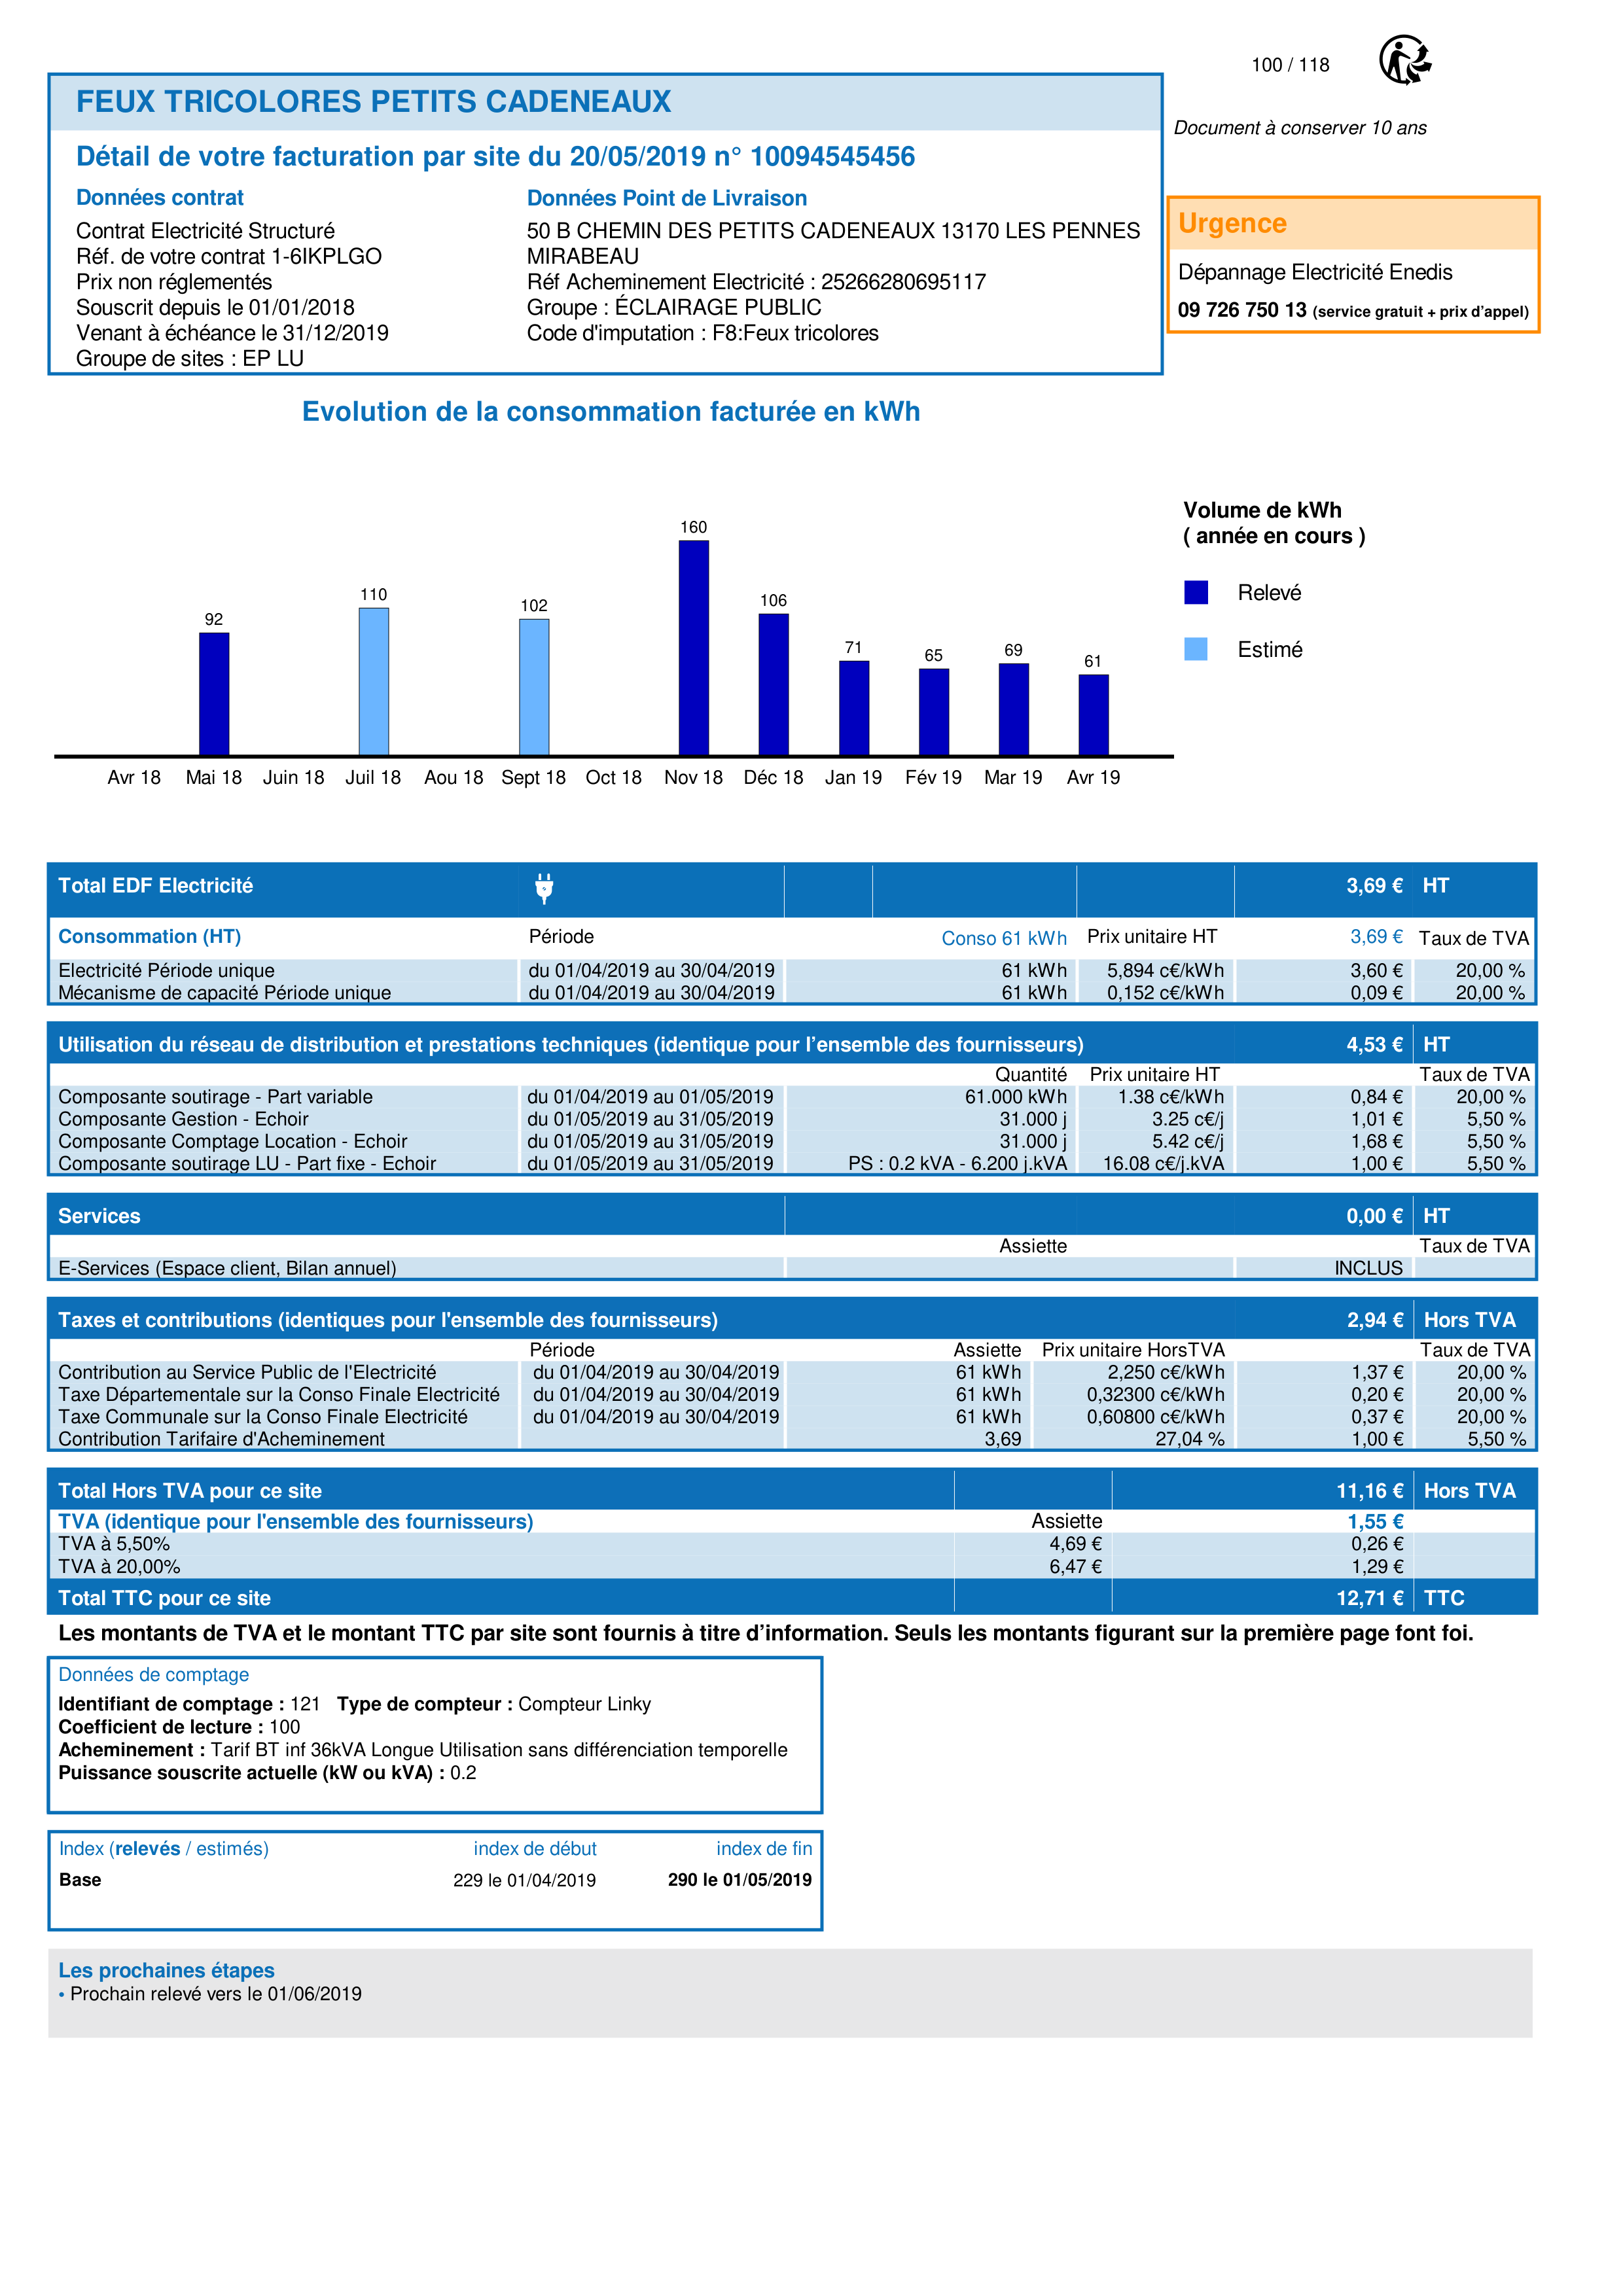 100 / 118
FEUX TRICOLORES PETITS CADENEAUX
Document à conserver 10 ans
Détail de votre facturation par site du 20/05/2019 n° 10094545456
Données contrat
Contrat Electricité Structuré
Réf. de votre contrat 1-6IKPLGO
Prix non réglementés
Souscrit depuis le 01/01/2018
Venant à échéance le 31/12/2019
Groupe de sites : EP LU
Données Point de Livraison
50 B CHEMIN DES PETITS CADENEAUX 13170 LES PENNES
MIRABEAU
Réf Acheminement Electricité : 25266280695117
Groupe : ÉCLAIRAGE PUBLIC
Code d'imputation : F8:Feux tricolores
Urgence
Dépannage Electricité Enedis
09 726 750 13 (service gratuit + prix d'appel)
Evolution de la consommation facturée en kWh
92 110 102 160 106 71 65 69 61
Avr 18 Mai 18 Juin 18 Juil 18 Aou 18 Sept 18 Oct 18 Nov 18 Déc 18 Jan 19 Fév 19 Mar 19 Avr 19
Volume de kWh
( année en cours )
Relevé
Estimé
Total EDF Electricité 3,69 € HT
Consommation (HT) Période Conso 61 kWh Prix unitaire HT 3,69 € Taux de TVA
Electricité Période unique du 01/04/2019 au 30/04/2019 61 kWh 5,894 c€/kWh 3,60 € 20,00 %
Mécanisme de capacité Période unique du 01/04/2019 au 30/04/2019 61 kWh 0,152 c€/kWh 0,09 € 20,00 %
Utilisation du réseau de distribution et prestations techniques (identique pour l'ensemble des fournisseurs) 4,53 € HT
Quantité Prix unitaire HT Taux de TVA
Composante soutirage - Part variable du 01/04/2019 au 01/05/2019 61.000 kWh 1.38 c€/kWh 0,84 € 20,00 %
Composante Gestion - Echoir du 01/05/2019 au 31/05/2019 31.000 j 3.25 c€/j 1,01 € 5,50 %
Composante Comptage Location - Echoir du 01/05/2019 au 31/05/2019 31.000 j 5.42 c€/j 1,68 € 5,50 %
Composante soutirage LU - Part fixe - Echoir du 01/05/2019 au 31/05/2019 PS : 0.2 kVA - 6.200 j.kVA 16.08 c€/j.kVA 1,00 € 5,50 %
Services 0,00 € HT
Assiette Taux de TVA
E-Services (Espace client, Bilan annuel) INCLUS
Taxes et contributions (identiques pour l'ensemble des fournisseurs) 2,94 € Hors TVA
Période Assiette Prix unitaire HorsTVA Taux de TVA
Contribution au Service Public de l'Electricité du 01/04/2019 au 30/04/2019 61 kWh 2,250 c€/kWh 1,37 € 20,00 %
Taxe Départementale sur la Conso Finale Electricité du 01/04/2019 au 30/04/2019 61 kWh 0,32300 c€/kWh 0,20 € 20,00 %
Taxe Communale sur la Conso Finale Electricité du 01/04/2019 au 30/04/2019 61 kWh 0,60800 c€/kWh 0,37 € 20,00 %
Contribution Tarifaire d'Acheminement 3,69 27,04 % 1,00 € 5,50 %
Total Hors TVA pour ce site 11,16 € Hors TVA
TVA (identique pour l'ensemble des fournisseurs) Assiette 1,55 €
TVA à 5,50% 4,69 € 0,26 €
TVA à 20,00% 6,47 € 1,29 €
Total TTC pour ce site 12,71 € TTC
Les montants de TVA et le montant TTC par site sont fournis à titre d'information. Seuls les montants figurant sur la première page font foi.
Données de comptage
Identifiant de comptage : 121 Type de compteur : Compteur Linky
Coefficient de lecture : 100
Acheminement : Tarif BT inf 36kVA Longue Utilisation sans différenciation temporelle
Puissance souscrite actuelle (kW ou kVA) : 0.2
Index (relevés / estimés) index de début index de fin
Base 229 le 01/04/2019 290 le 01/05/2019
Les prochaines étapes
• Prochain relevé vers le 01/06/2019